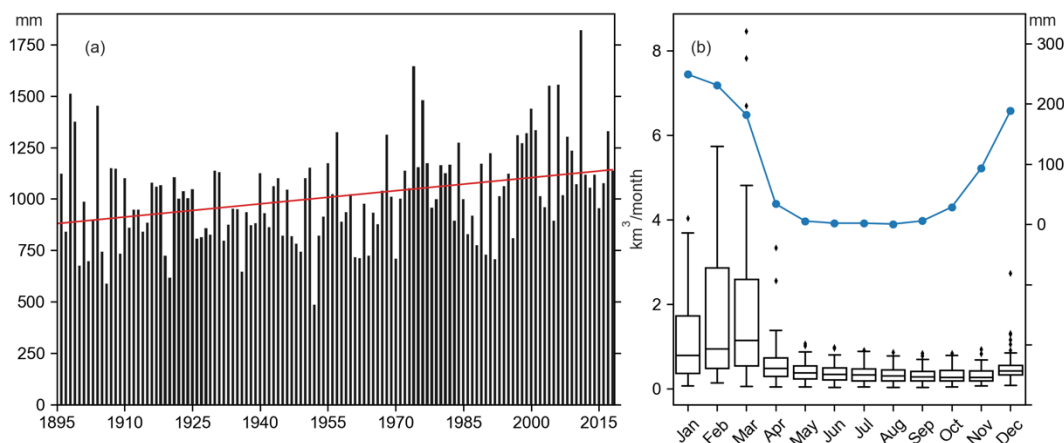 mm
(a)
1750
1500
1250
1000
750
500
250
0
1895
1910
1925
1940
1955
1970
1985
2000
2015
mm
(b)
8
6
4
2
0
km³/month
300
200
100
0
Jan
Feb
Mar
Apr
May
Jun
Jul
Aug
Sep
Oct
Nov
Dec